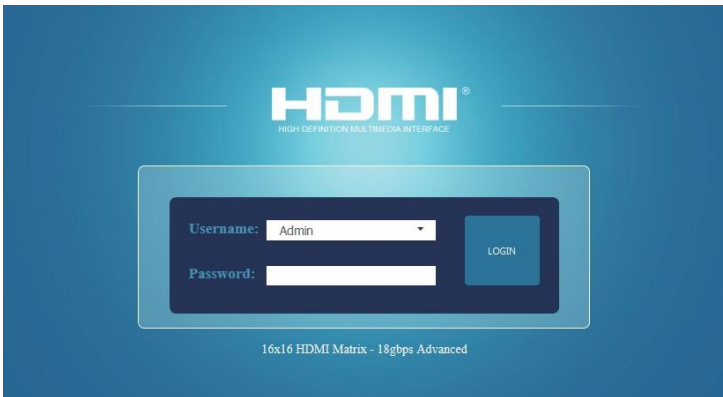 HDMI®
HIGH DEFINITION MULTIMEDIA INTERFACE
Username: Admin
LOGIN
Password:
16x16 HDMI Matrix - 18gbps Advanced